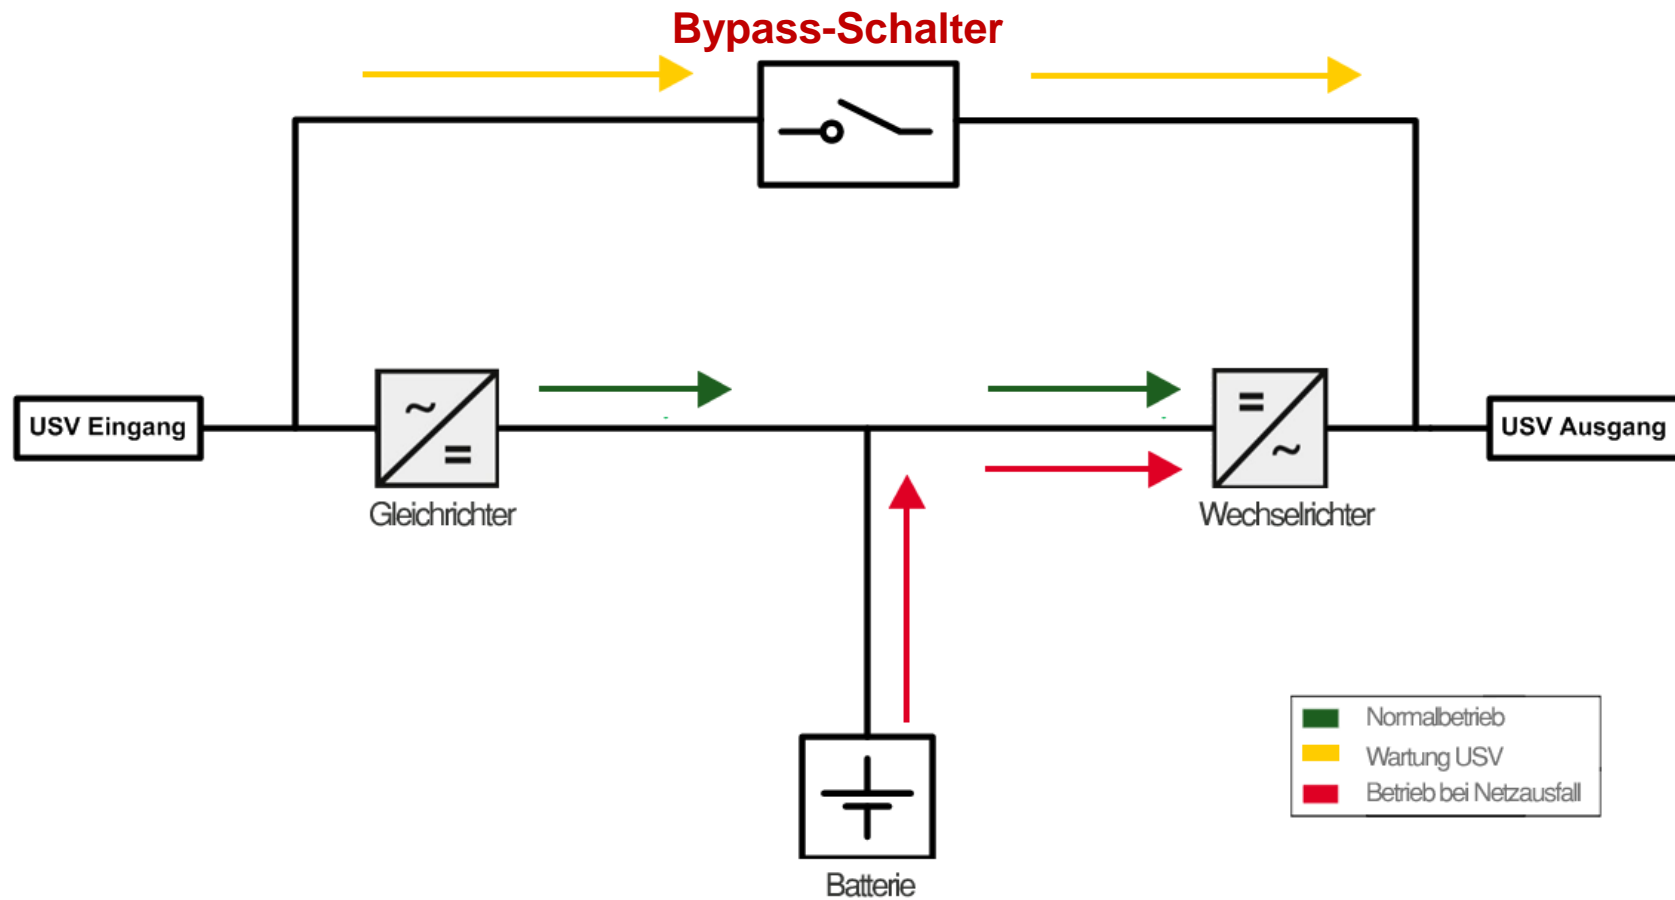 Bypass-Schalter
USV Eingang
USV Ausgang
Gleichrichter
Wechselrichter
Normalbetrieb
Wartung USV
Betrieb bei Netzausfall
Batterie